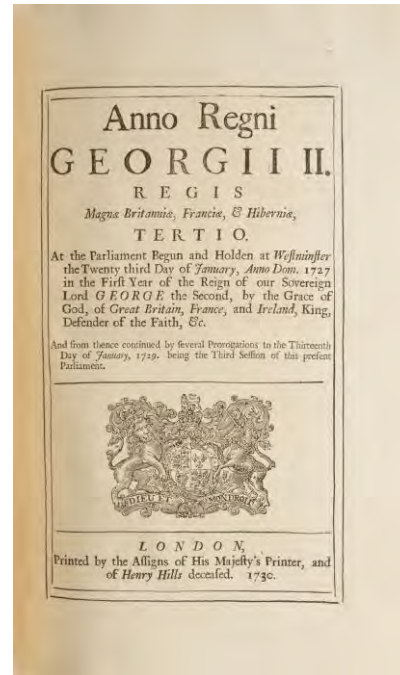 Anno Regni
GEORGII II.
REGIS
Magnæ Britanniæ, Franciæ, & Hiberniæ,
TERTIO.
At the Parliament Begun and Holden at Weſtminſter
the Twenty third Day of January, Anno Dom. 1727
in the Firſt Year of the Reign of our Sovereign
Lord GEORGE the Second, by the Grace of
God, of Great Britain, France, and Ireland, King,
Defender of the Faith, &c.
And from thence continued by ſeveral Prorogations to the Thirteenth
Day of January, 1729. being the Third Seſſion of this preſent
Parliament.
DIEU ET MON DROIT
LONDON,
Printed by the Aſſigns of His Majeſty's Printer, and
of Henry Hills deceaſed. 1730.